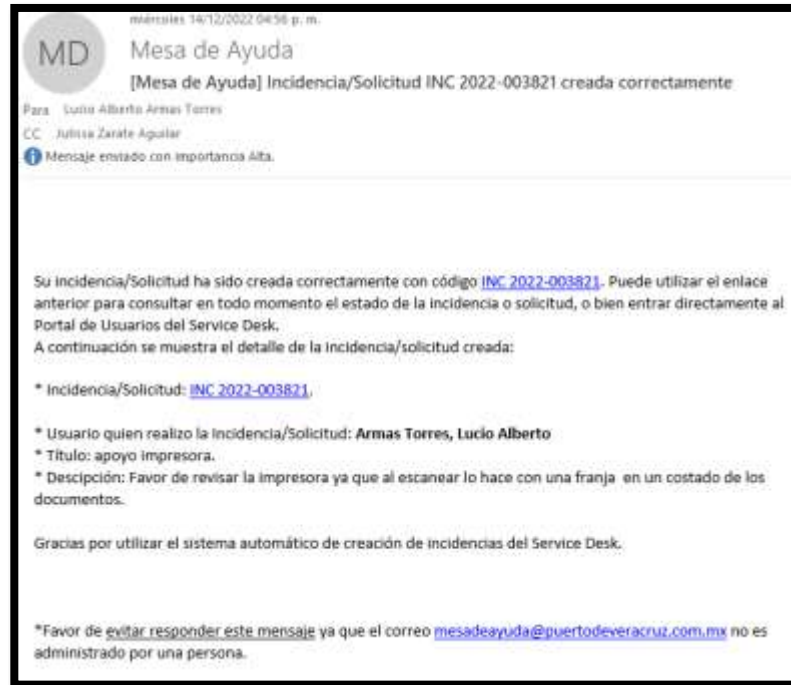 miércoles 14/12/2022 04:56 p. m.
MD
Mesa de Ayuda
[Mesa de Ayuda] Incidencia/Solicitud INC 2022-003821 creada correctamente
Para Lucio Alberto Armas Torres
CC Julissa Zarate Aguilar
Mensaje enviado con importancia Alta.
Su incidencia/Solicitud ha sido creada correctamente con código INC 2022-003821. Puede utilizar el enlace
anterior para consultar en todo momento el estado de la incidencia o solicitud, o bien entrar directamente al
Portal de Usuarios del Service Desk.
A continuación se muestra el detalle de la incidencia/solicitud creada:
* Incidencia/Solicitud: INC 2022-003821.
* Usuario quien realizo la Incidencia/Solicitud: Armas Torres, Lucio Alberto
* Título: apoyo impresora.
* Descipción: Favor de revisar la impresora ya que al escanear lo hace con una franja en un costado de los
documentos.
Gracias por utilizar el sistema automático de creación de incidencias del Service Desk.
*Favor de evitar responder este mensaje ya que el correo mesadeayuda@puertodeveracruz.com.mx no es
administrado por una persona.